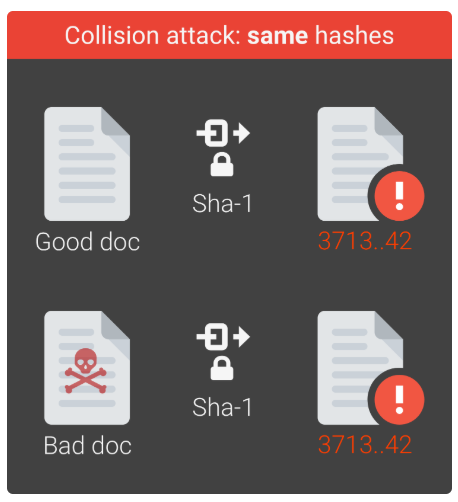 Collision attack: same hashes
Sha-1
Good doc
3713..42
Sha-1
Bad doc
3713..42